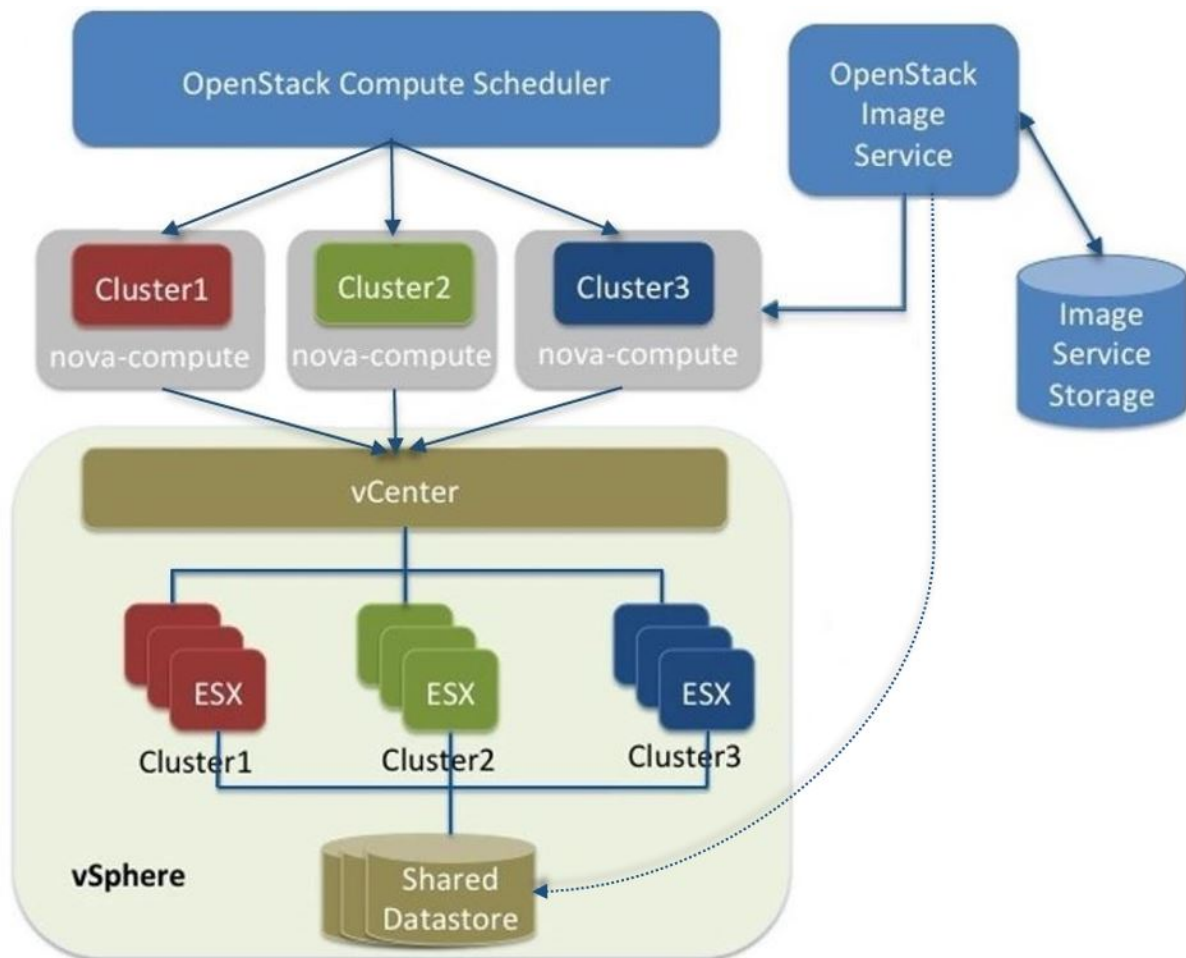 OpenStack Compute Scheduler
OpenStack
Image
Service
Cluster1
nova-compute
Cluster2
nova-compute
Cluster3
nova-compute
Image
Service
Storage
vCenter
ESX
Cluster1
ESX
Cluster2
ESX
Cluster3
vSphere
Shared
Datastore